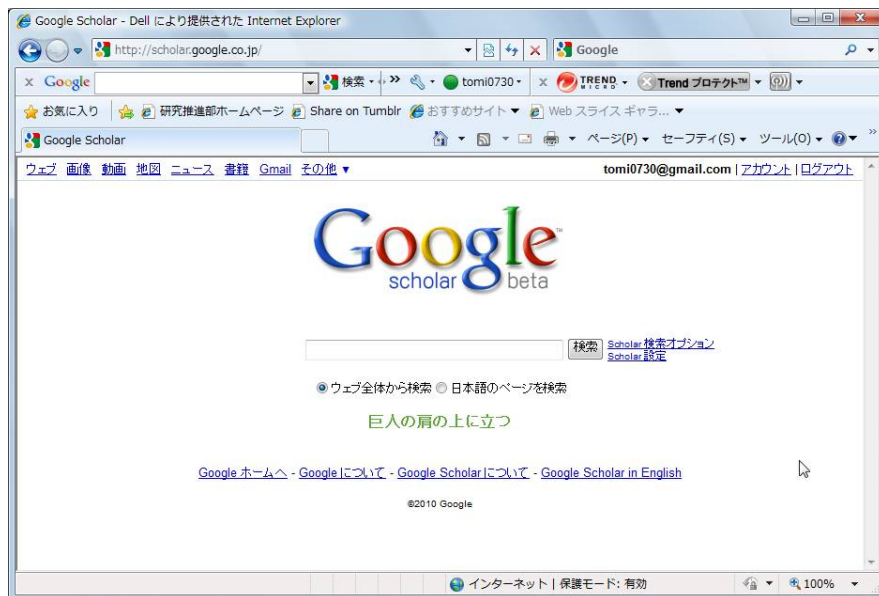 Google Scholar - Dell により提供された Internet Explorer
http://scholar.google.co.jp/
Google
x Google 検索 tomi0730 x TREND MICRO Trend プロテクト™
お気に入り 研究推進部ホームページ Share on Tumblr おすすめサイト Web スライス ギャラ...
Google Scholar ページ(P) セーフティ(S) ツール(O)
ウェブ 画像 動画 地図 ニュース 書籍 Gmail その他 ▼ tomi0730@gmail.com | アカウント | ログアウト
Google™
scholar beta
検索 Scholar 検索オプション
Scholar 設定
ウェブ全体から検索 日本語のページを検索
巨人の肩の上に立つ
Google ホームへ - Google について - Google Scholar について - Google Scholar in English
©2010 Google
インターネット | 保護モード: 有効 100%